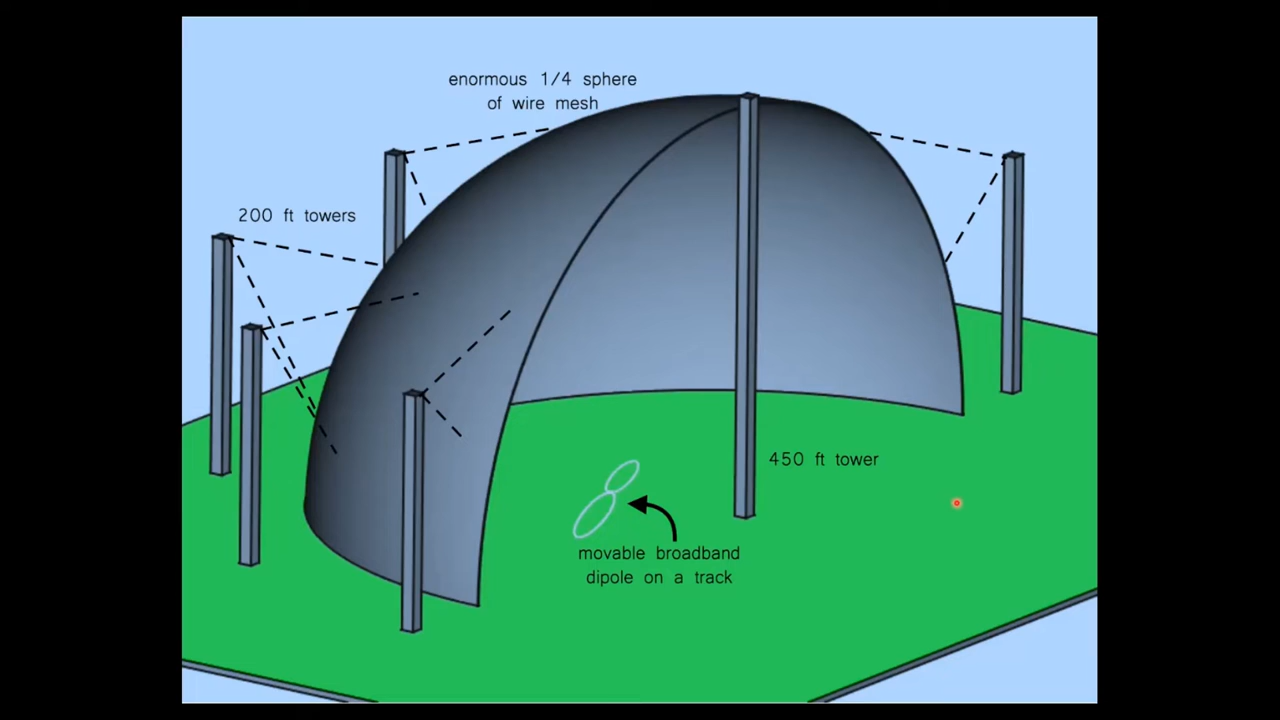 enormous 1/4 sphere
of wire mesh
200 ft towers
450 ft tower
movable broadband
dipole on a track